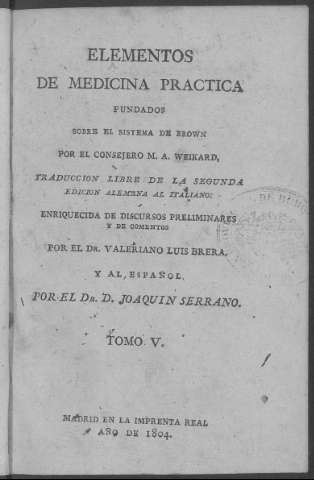 ELEMENTOS
DE MEDICINA PRACTICA
FUNDADOS
SOBRE EL SISTEMA DE BROWN
POR EL CONSEJERO M. A. WEIKARD,
TRADUCCION LIBRE DE LA SEGUNDA
EDICION ALEMANA AL ITALIANO:
ENRIQUECIDA DE DISCURSOS PRELIMINARES
Y DE COMENTOS
POR EL DR. VALERIANO LUIS BRERA.
Y AL ESPAÑOL
POR EL DR. D. JOAQUIN SERRANO.
TOMO V.
MADRID EN LA IMPRENTA REAL
AÑO DE 1804.